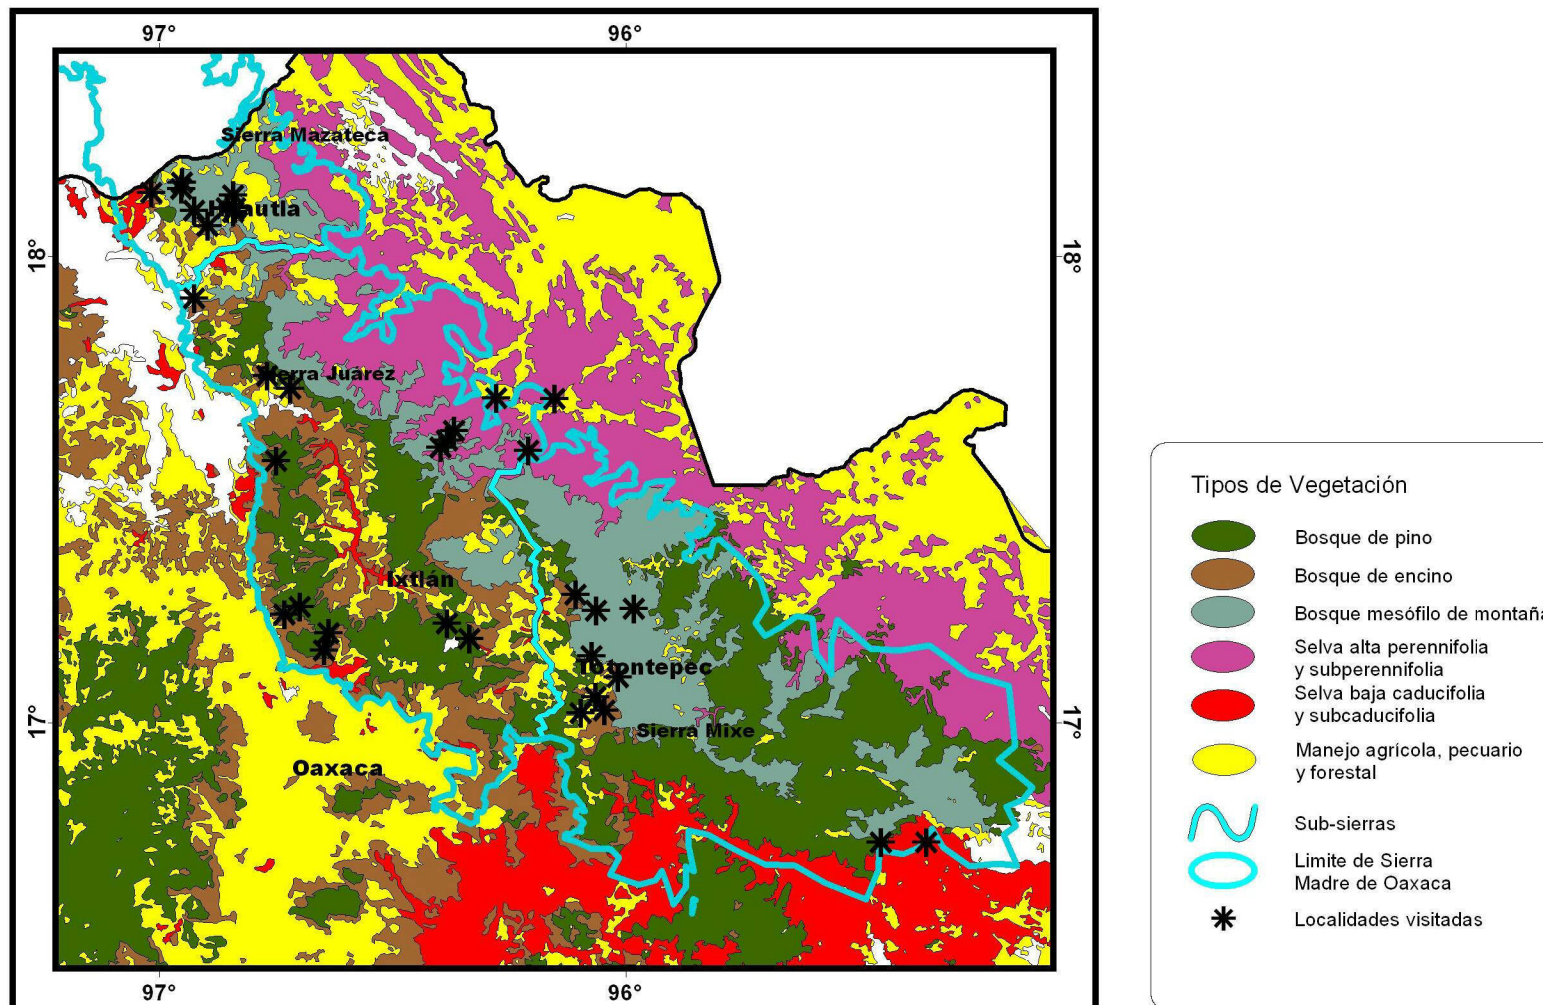 97°
96°
Sierra Mazateca
18°
18°
Sierra Juárez
Ixtlán
Totontepec
17°
17°
Sierra Mixe
Oaxaca
97°
96°
Tipos de Vegetación
Bosque de pino
Bosque de encino
Bosque mesófilo de montaña
Selva alta perennifolia
y subperennifolia
Selva baja caducifolia
y subcaducifolia
Manejo agrícola, pecuario
y forestal
Sub-sierras
Limite de Sierra
Madre de Oaxaca
Localidades visitadas